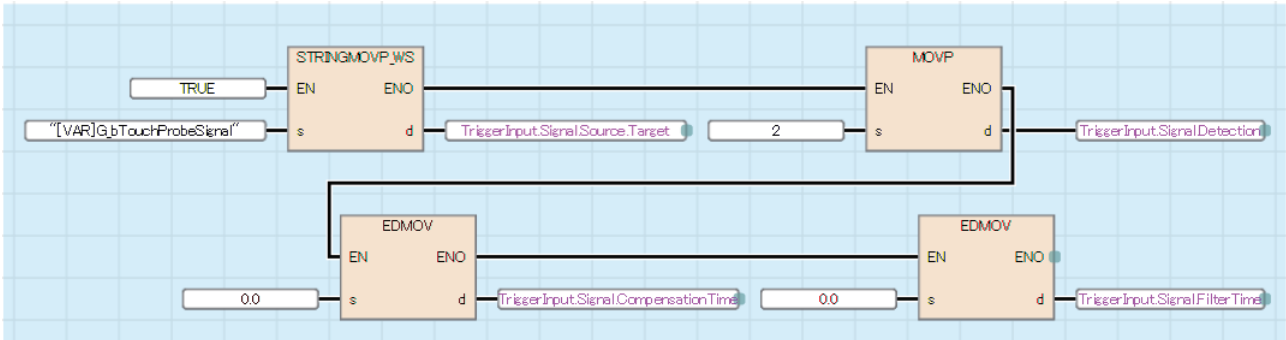 STRINGMOVP_WS
MOVP
TRUE
EN
ENO
EN
ENO
"[VAR]G_bTouchProbeSignal"
s
d
TriggerInput.Signal.Source.Target
2
s
d
TriggerInput.Signal.Detection
EDMOV
EDMOV
EN
ENO
EN
ENO
0.0
s
d
TriggerInput.Signal.CompensationTime
0.0
s
d
TriggerInput.Signal.FilterTime